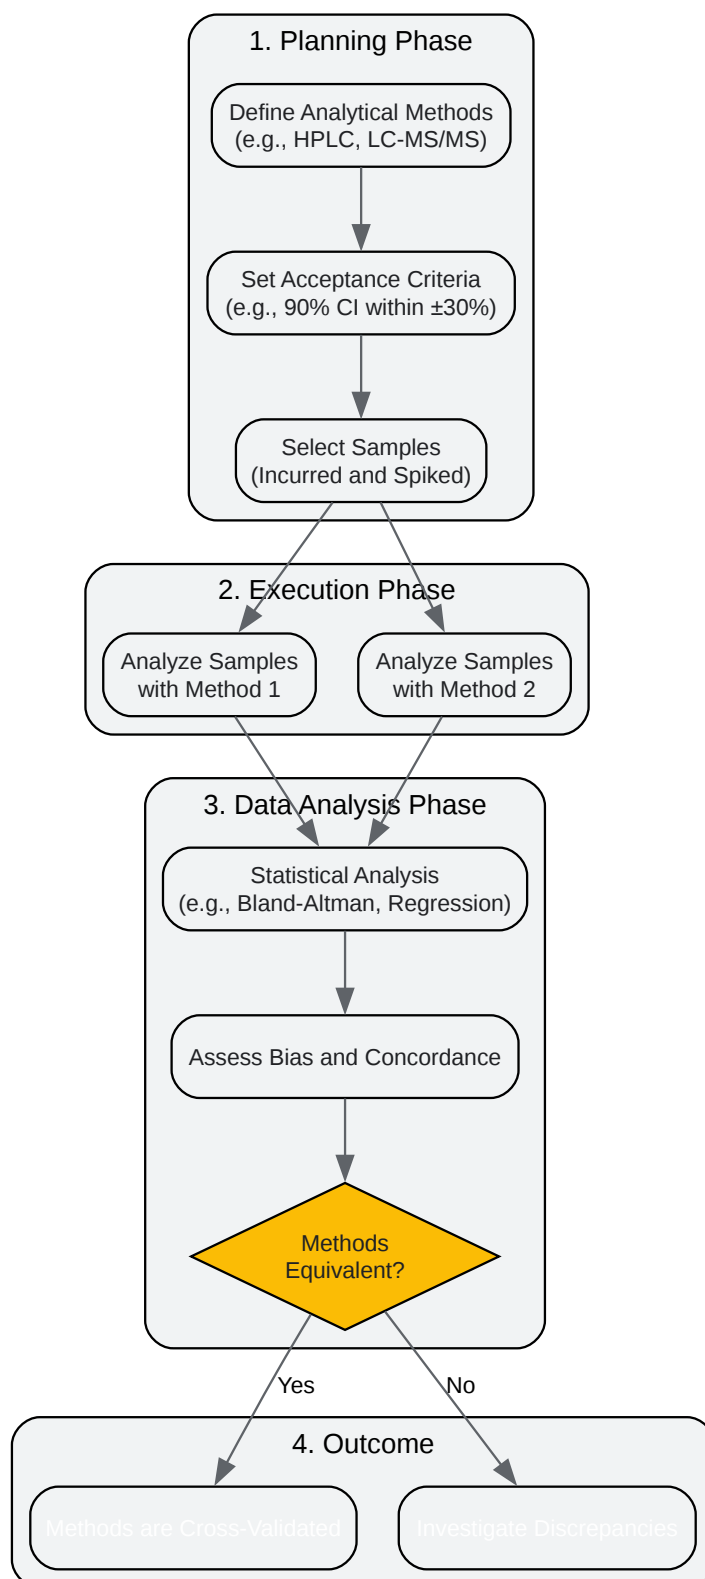 1. Planning Phase
Define Analytical Methods
(e.g., HPLC, LC-MS/MS)
Set Acceptance Criteria
(e.g., 90% CI within ±30%)
Select Samples
(Incurred and Spiked)
2. Execution Phase
Analyze Samples
with Method 1
Analyze Samples
with Method 2
3. Data Analysis Phase
Statistical Analysis
(e.g., Bland-Altman, Regression)
Assess Bias and Concordance
Methods
Equivalent?
Yes
No
4. Outcome
Methods are Cross-Validated
Investigate Discrepancies